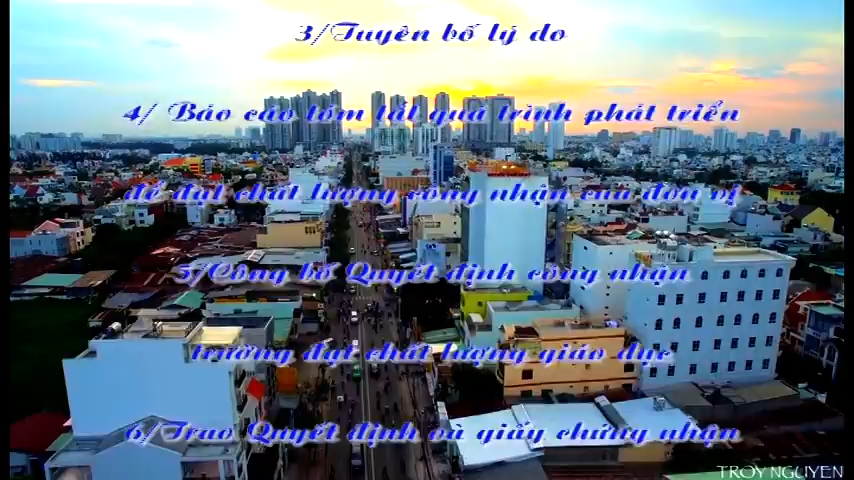 3/Tuyên bố lý do
4/ Báo cáo tóm tắt quá trình phát triển
để đạt chất lượng công nhận của đơn vị
5/Công bố Quyết định công nhận
trường đạt chất lượng giáo dục
6/Trao Quyết định và giấy chứng nhận
TROY NGUYEN